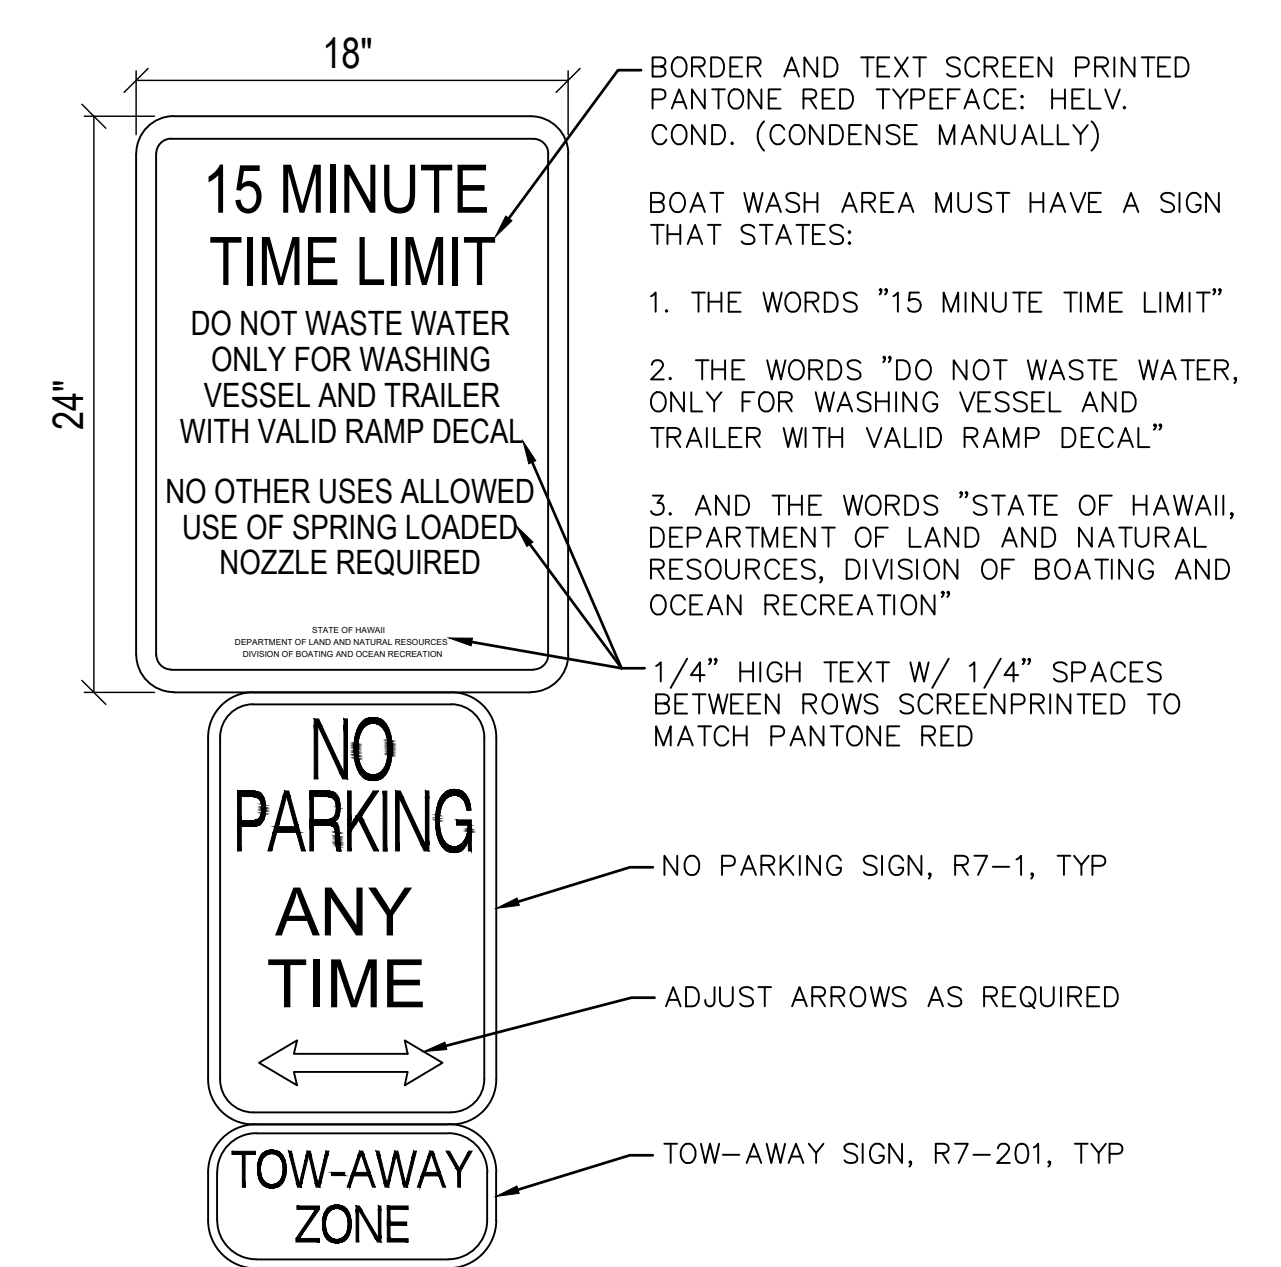 18"
24"
15 MINUTE
TIME LIMIT
DO NOT WASTE WATER
ONLY FOR WASHING
VESSEL AND TRAILER
WITH VALID RAMP DECAL
NO OTHER USES ALLOWED
USE OF SPRING LOADED
NOZZLE REQUIRED
STATE OF HAWAII
DEPARTMENT OF LAND AND NATURAL RESOURCES
DIVISION OF BOATING AND OCEAN RECREATION
NO
PARKING
ANY
TIME
TOW-AWAY
ZONE
BORDER AND TEXT SCREEN PRINTED
PANTONE RED TYPEFACE: HELV.
COND. (CONDENSE MANUALLY)
BOAT WASH AREA MUST HAVE A SIGN
THAT STATES:
1. THE WORDS "15 MINUTE TIME LIMIT"
2. THE WORDS "DO NOT WASTE WATER,
ONLY FOR WASHING VESSEL AND
TRAILER WITH VALID RAMP DECAL"
3. AND THE WORDS "STATE OF HAWAII,
DEPARTMENT OF LAND AND NATURAL
RESOURCES, DIVISION OF BOATING AND
OCEAN RECREATION"
1/4" HIGH TEXT W/ 1/4" SPACES
BETWEEN ROWS SCREENPRINTED TO
MATCH PANTONE RED
NO PARKING SIGN, R7-1, TYP
ADJUST ARROWS AS REQUIRED
TOW-AWAY SIGN, R7-201, TYP